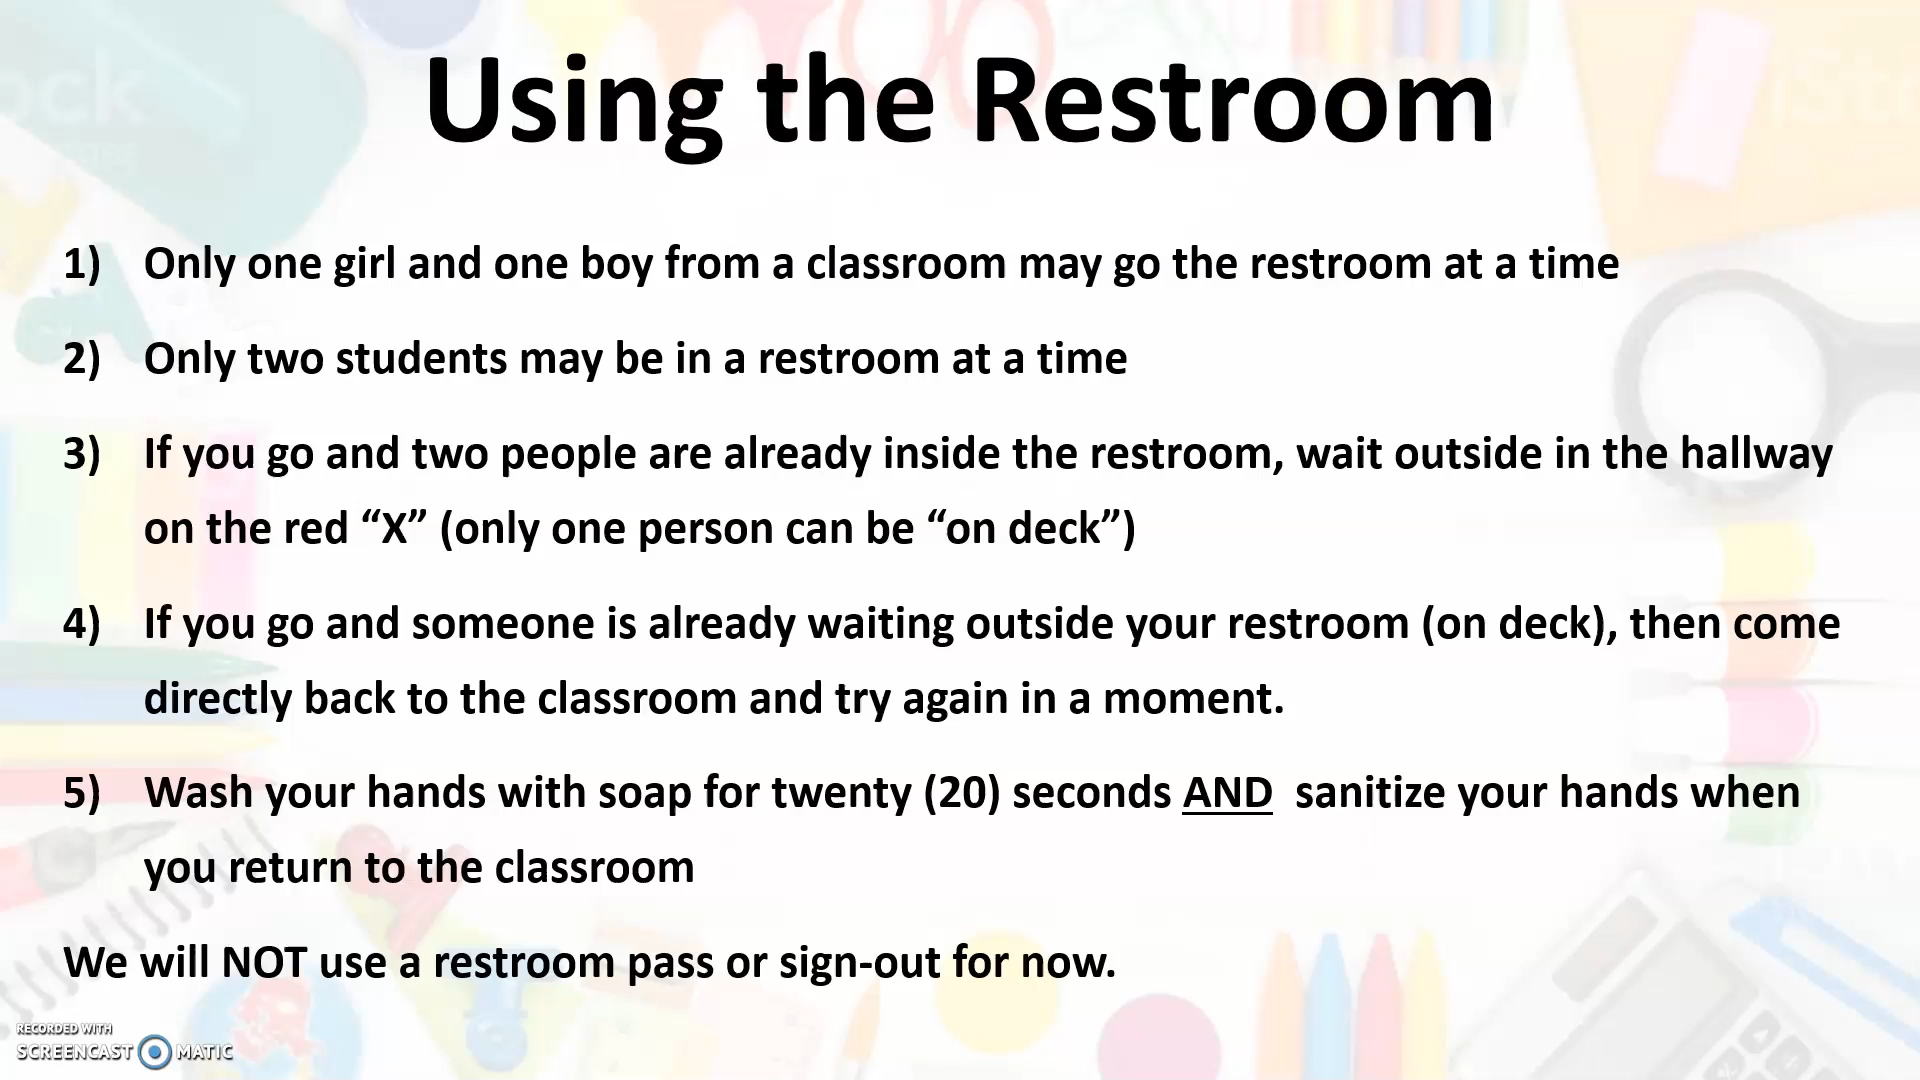 Using the Restroom
1) Only one girl and one boy from a classroom may go the restroom at a time
2) Only two students may be in a restroom at a time
3) If you go and two people are already inside the restroom, wait outside in the hallway
on the red “X” (only one person can be “on deck”)
4) If you go and someone is already waiting outside your restroom (on deck), then come
directly back to the classroom and try again in a moment.
5) Wash your hands with soap for twenty (20) seconds AND sanitize your hands when
you return to the classroom
We will NOT use a restroom pass or sign-out for now.
RECORDED WITH
SCREENCAST MATIC